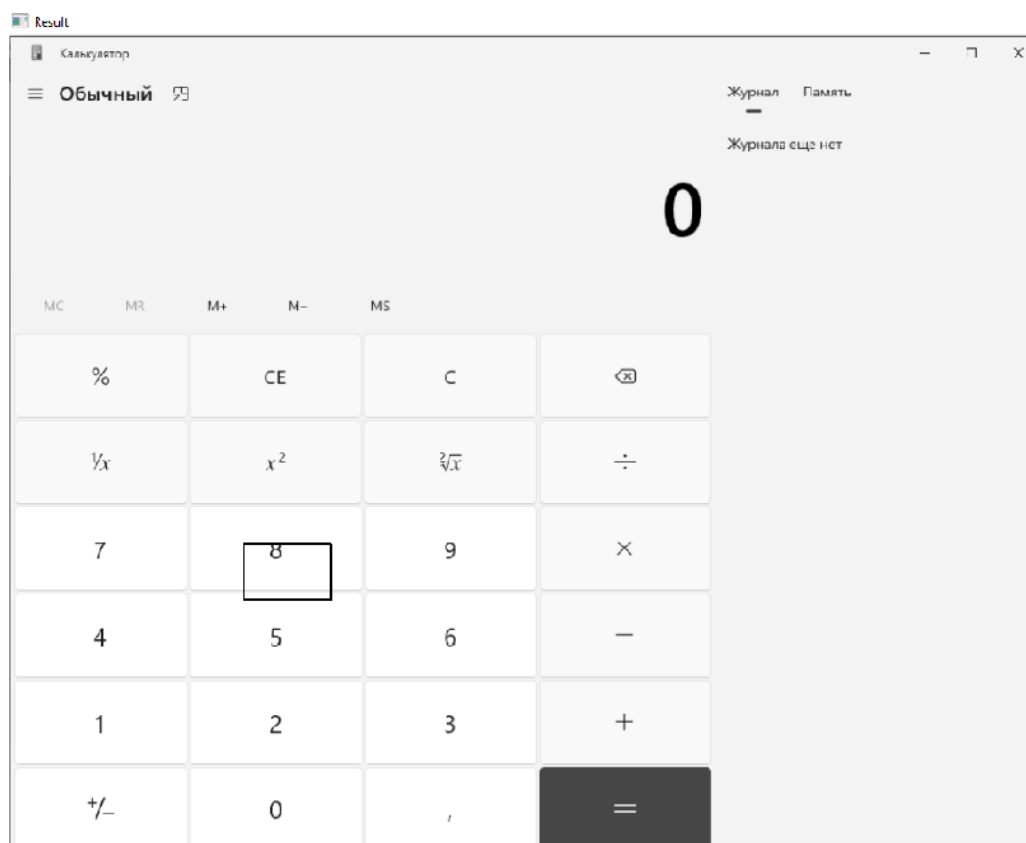 Result
Калькулятор
Обычный
Журнал Память
Журнала еще нет
0
MC MR M+ M− MS
% CE C
1/x x² ²√x ÷
7 8 9 ×
4 5 6 −
1 2 3 +
+/− 0 , =